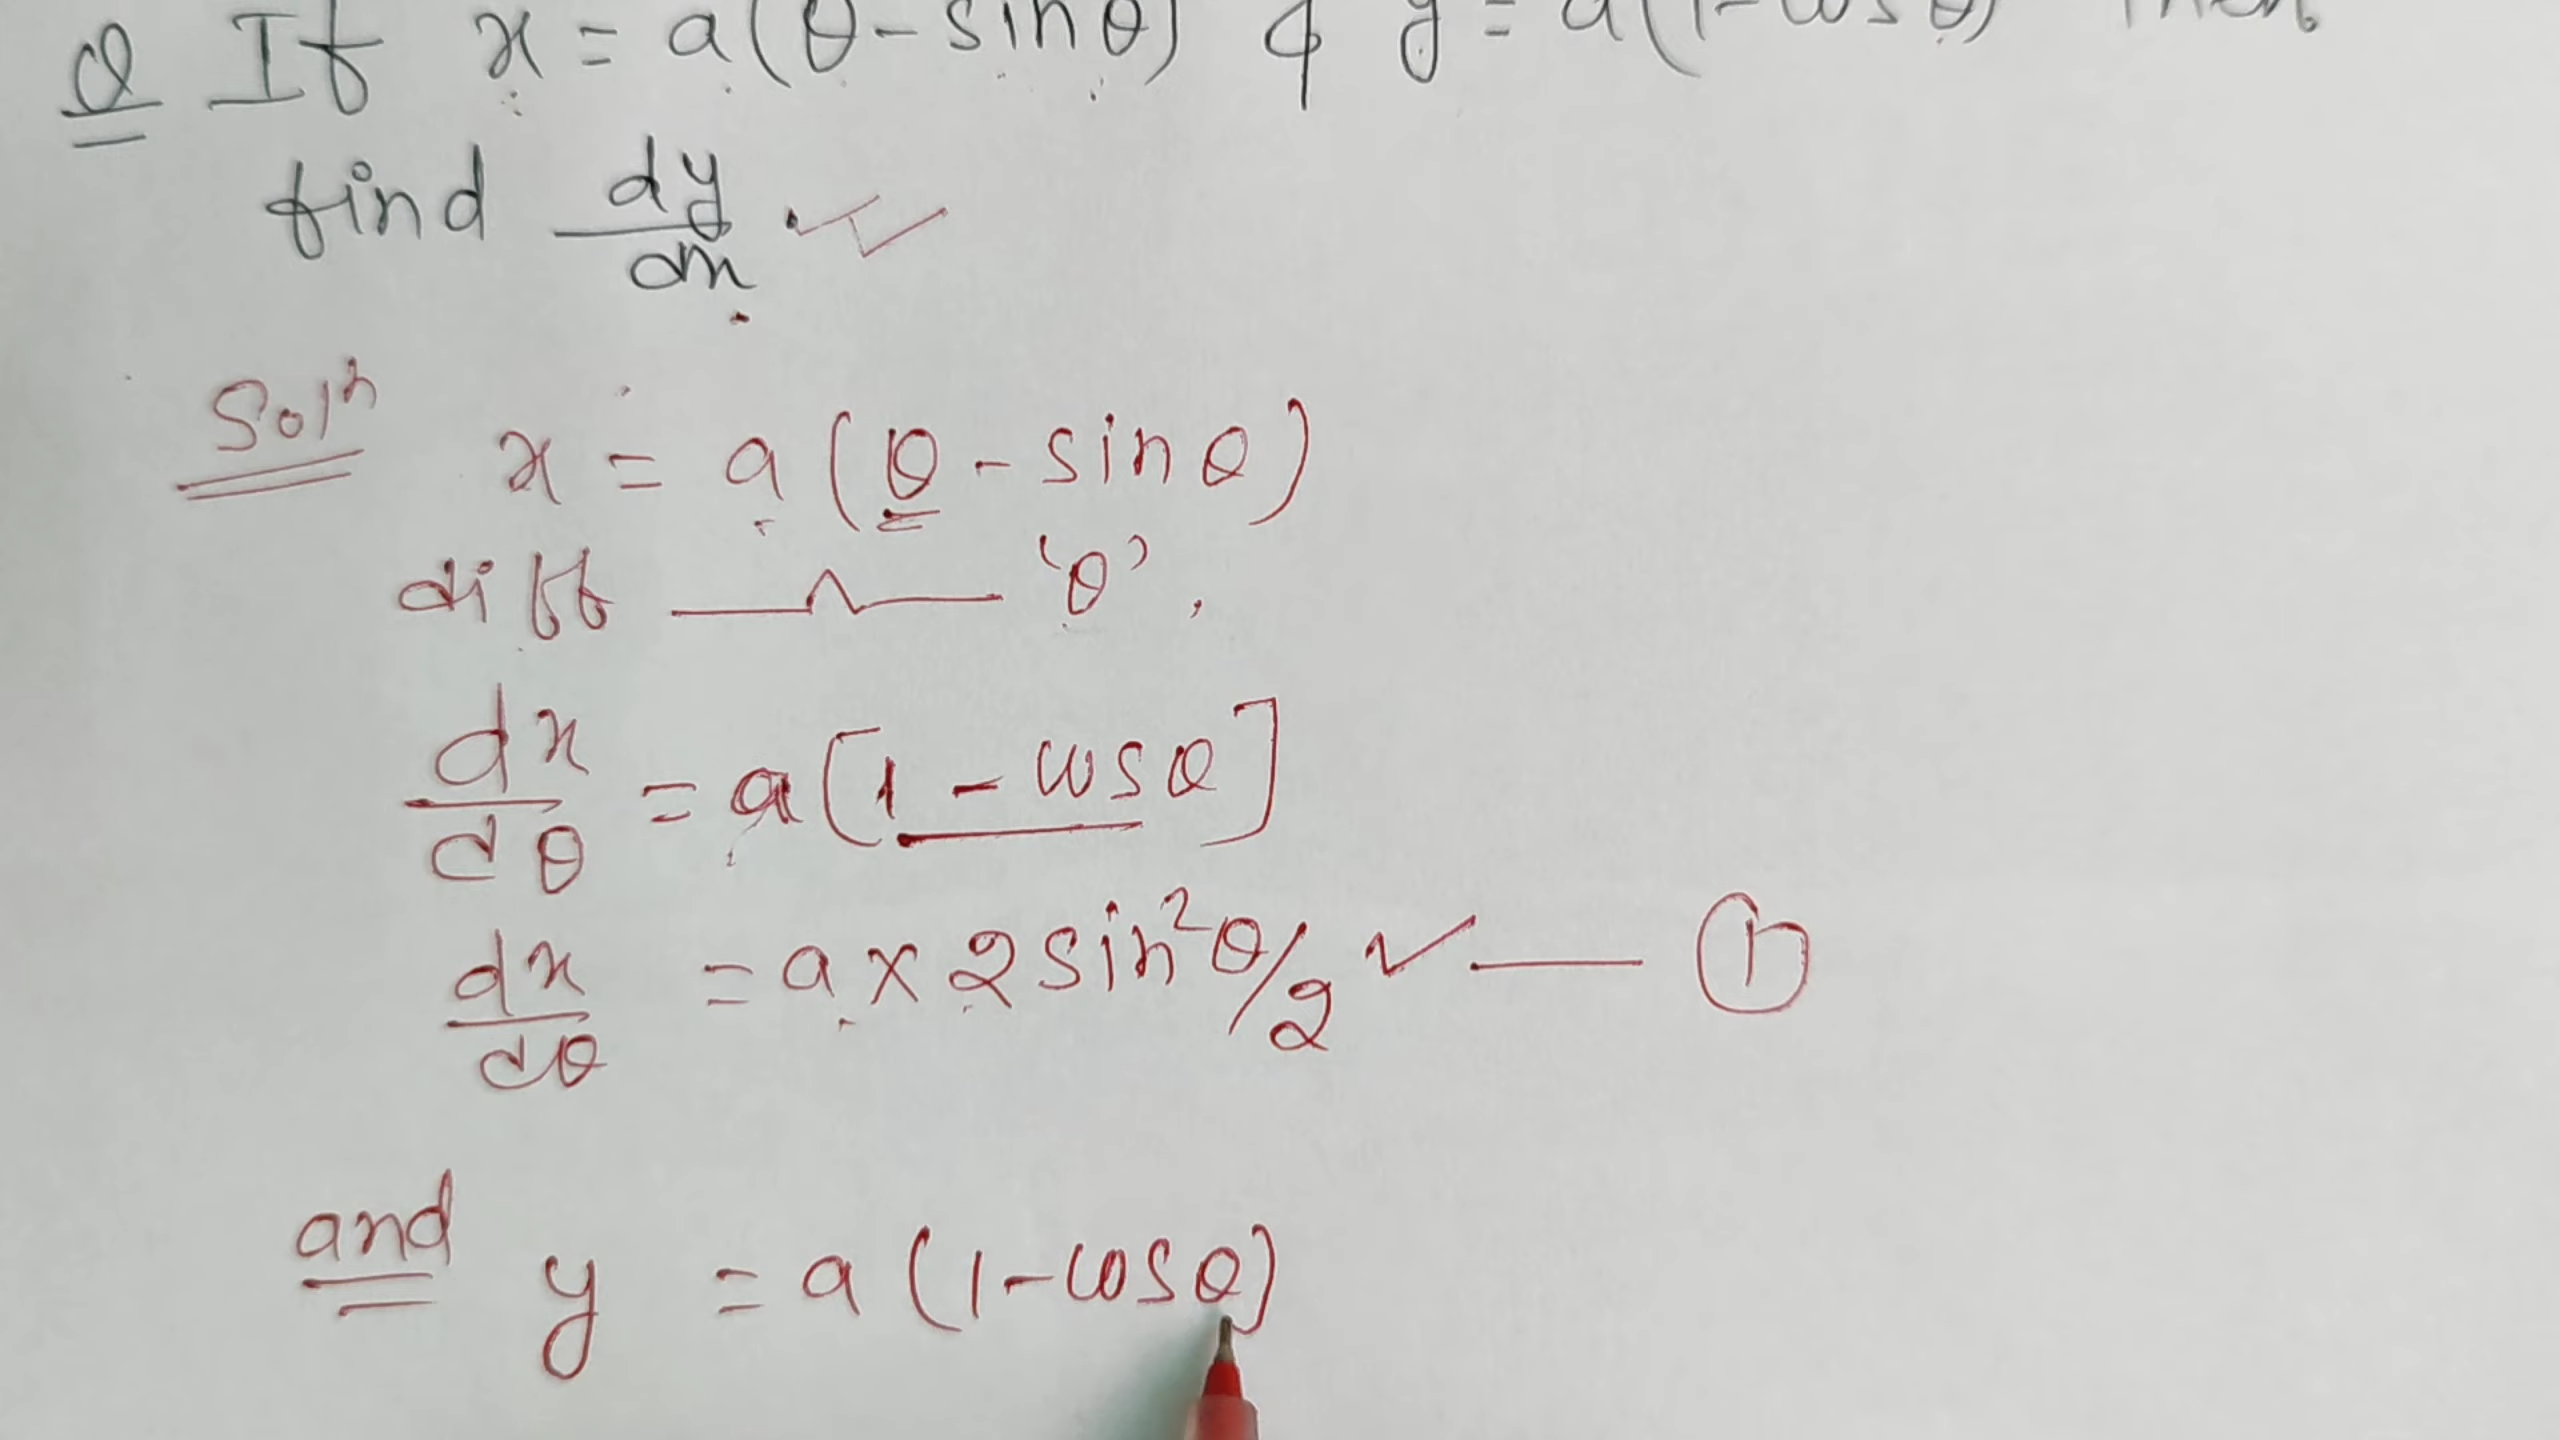 Q If x = a(θ-sinθ) & y = a(1-cosθ) then
find dy/dx.
Solⁿ x = a(θ-sinθ)
diff 'θ',
dx/dθ = a[1-cosθ]
dx/dθ = a×2sin²θ/2 ✓ — ①
and y = a(1-cosθ)